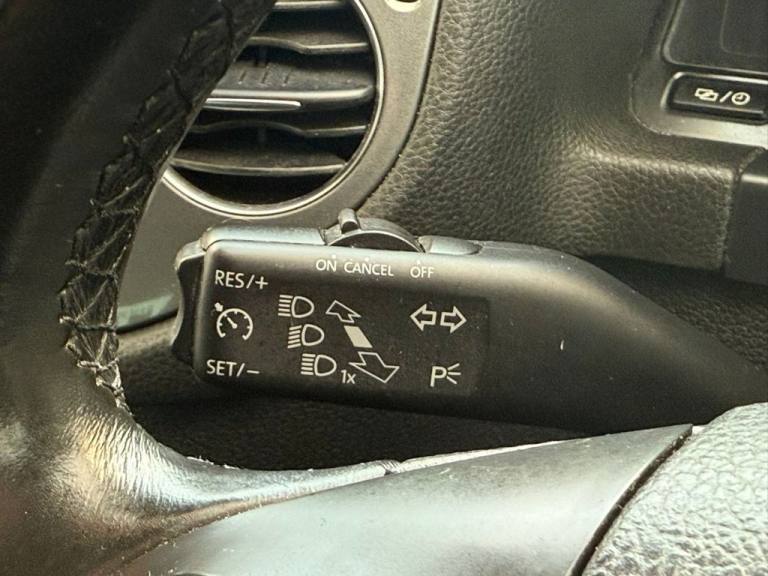 ON CANCEL OFF
RES/+
SET/-
1x
P